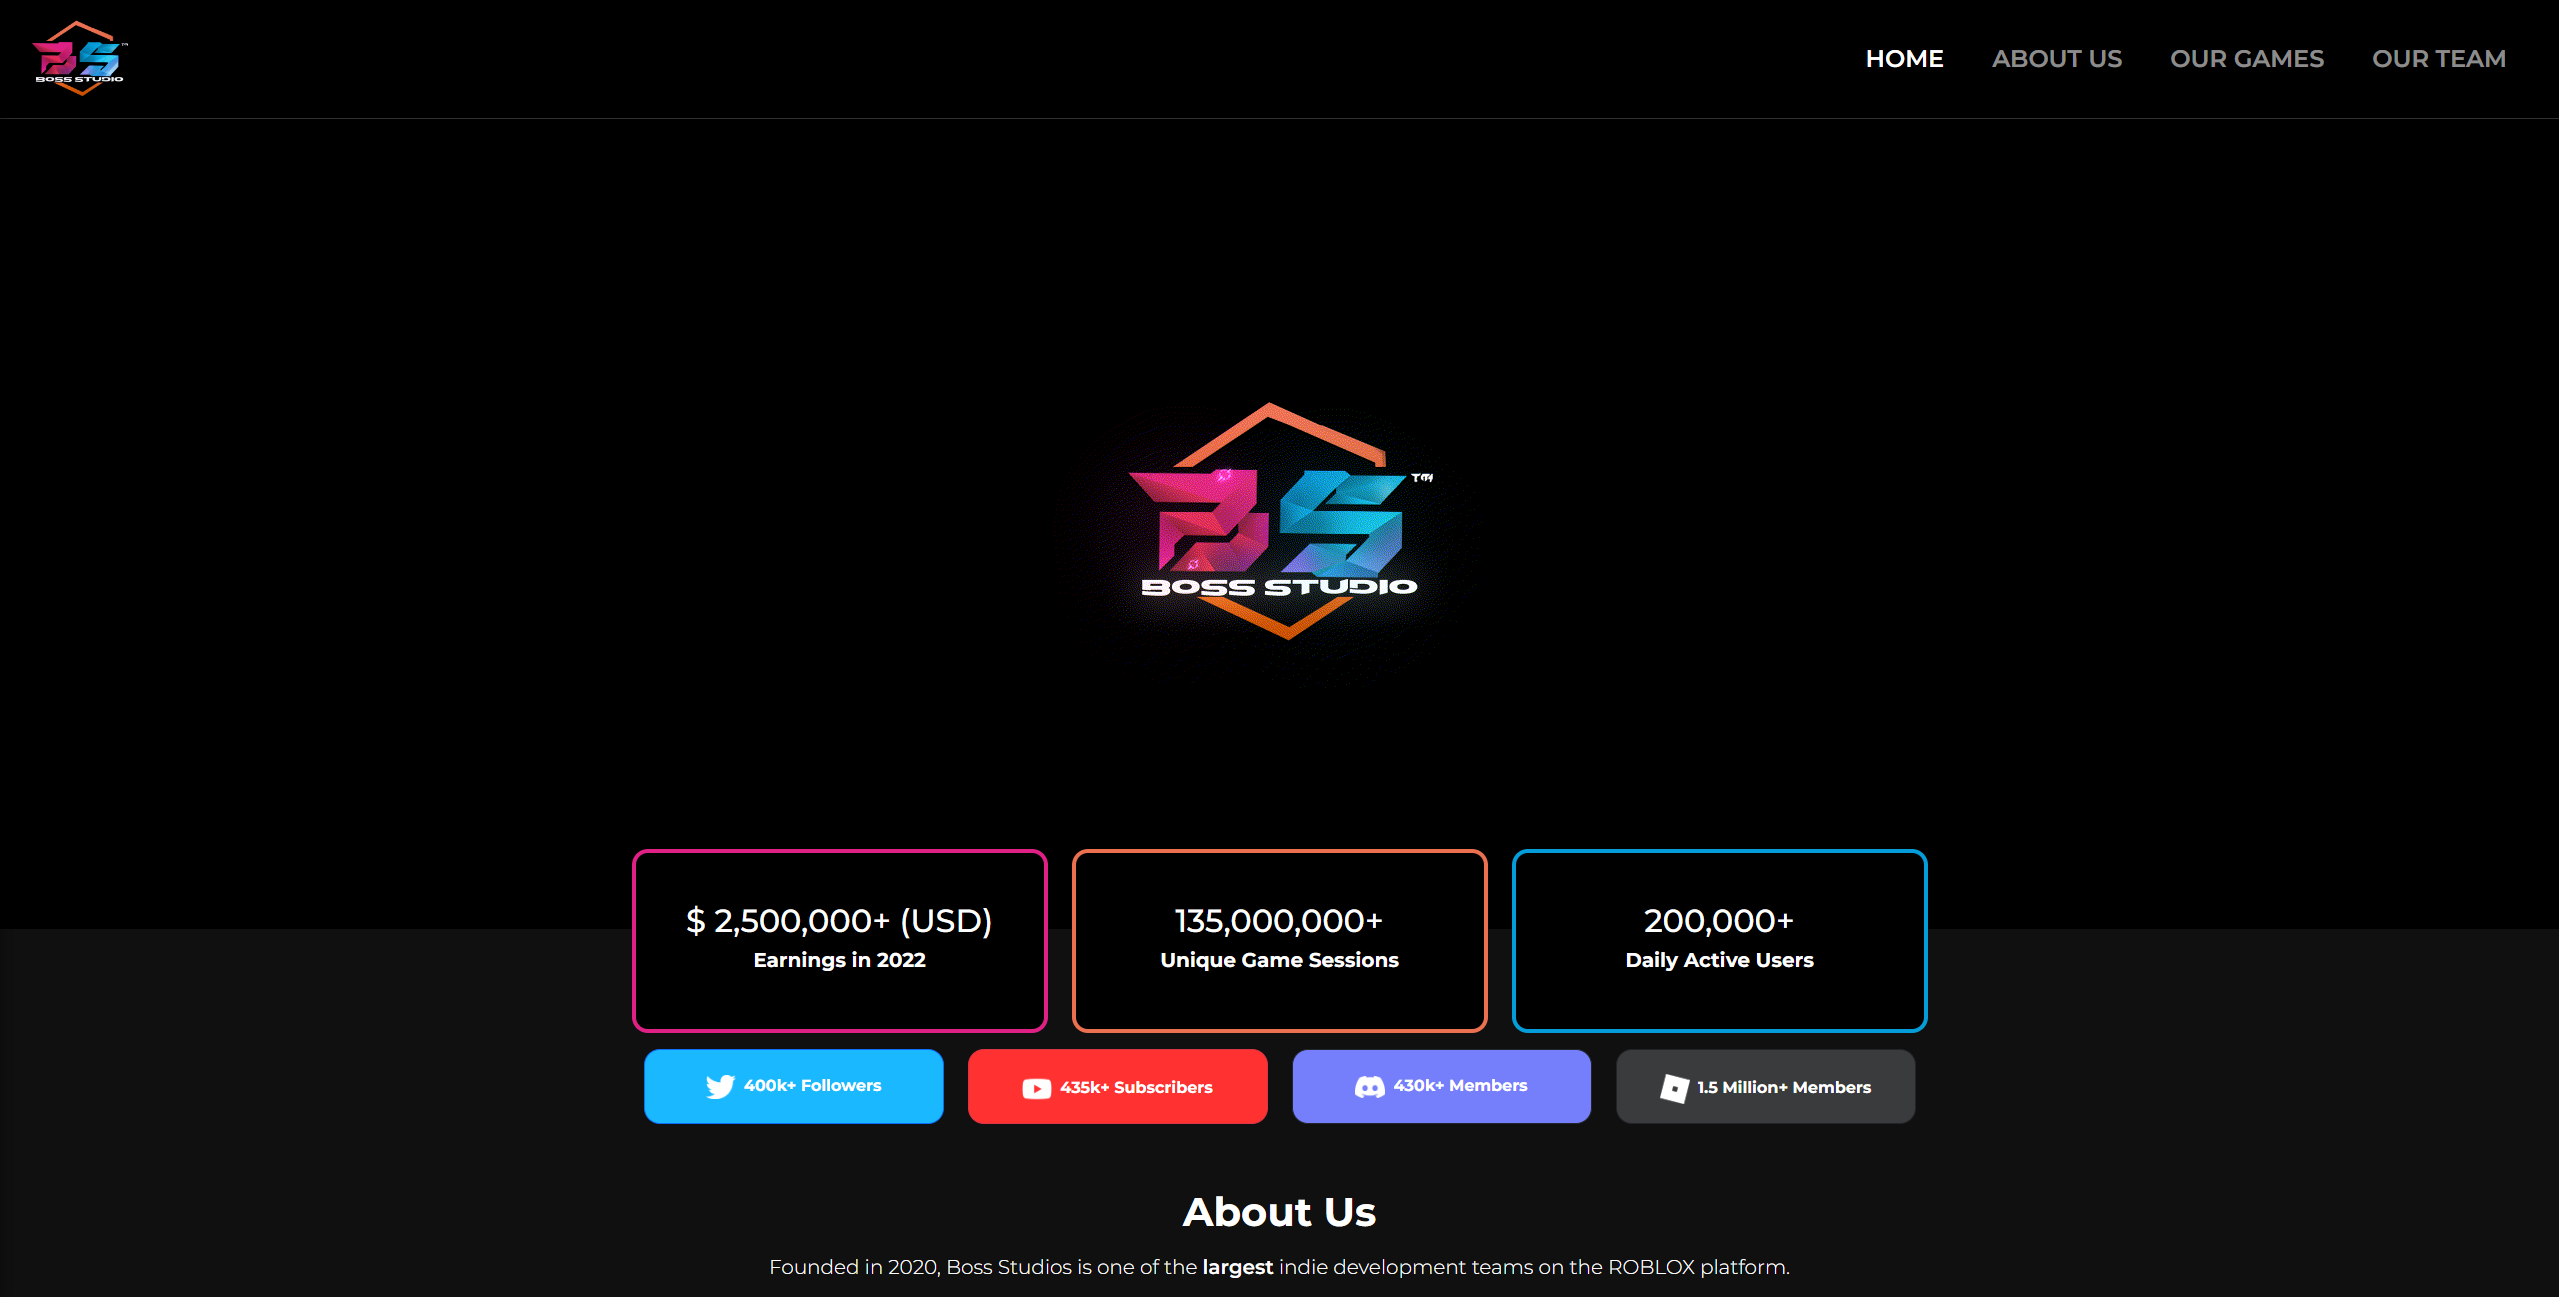 BS ™
BOSS STUDIO
HOME ABOUT US OUR GAMES OUR TEAM
BS ™
BOSS STUDIO
$ 2,500,000+ (USD)
Earnings in 2022
135,000,000+
Unique Game Sessions
200,000+
Daily Active Users
400k+ Followers
435k+ Subscribers
430k+ Members
1.5 Million+ Members
About Us
Founded in 2020, Boss Studios is one of the largest indie development teams on the ROBLOX platform.